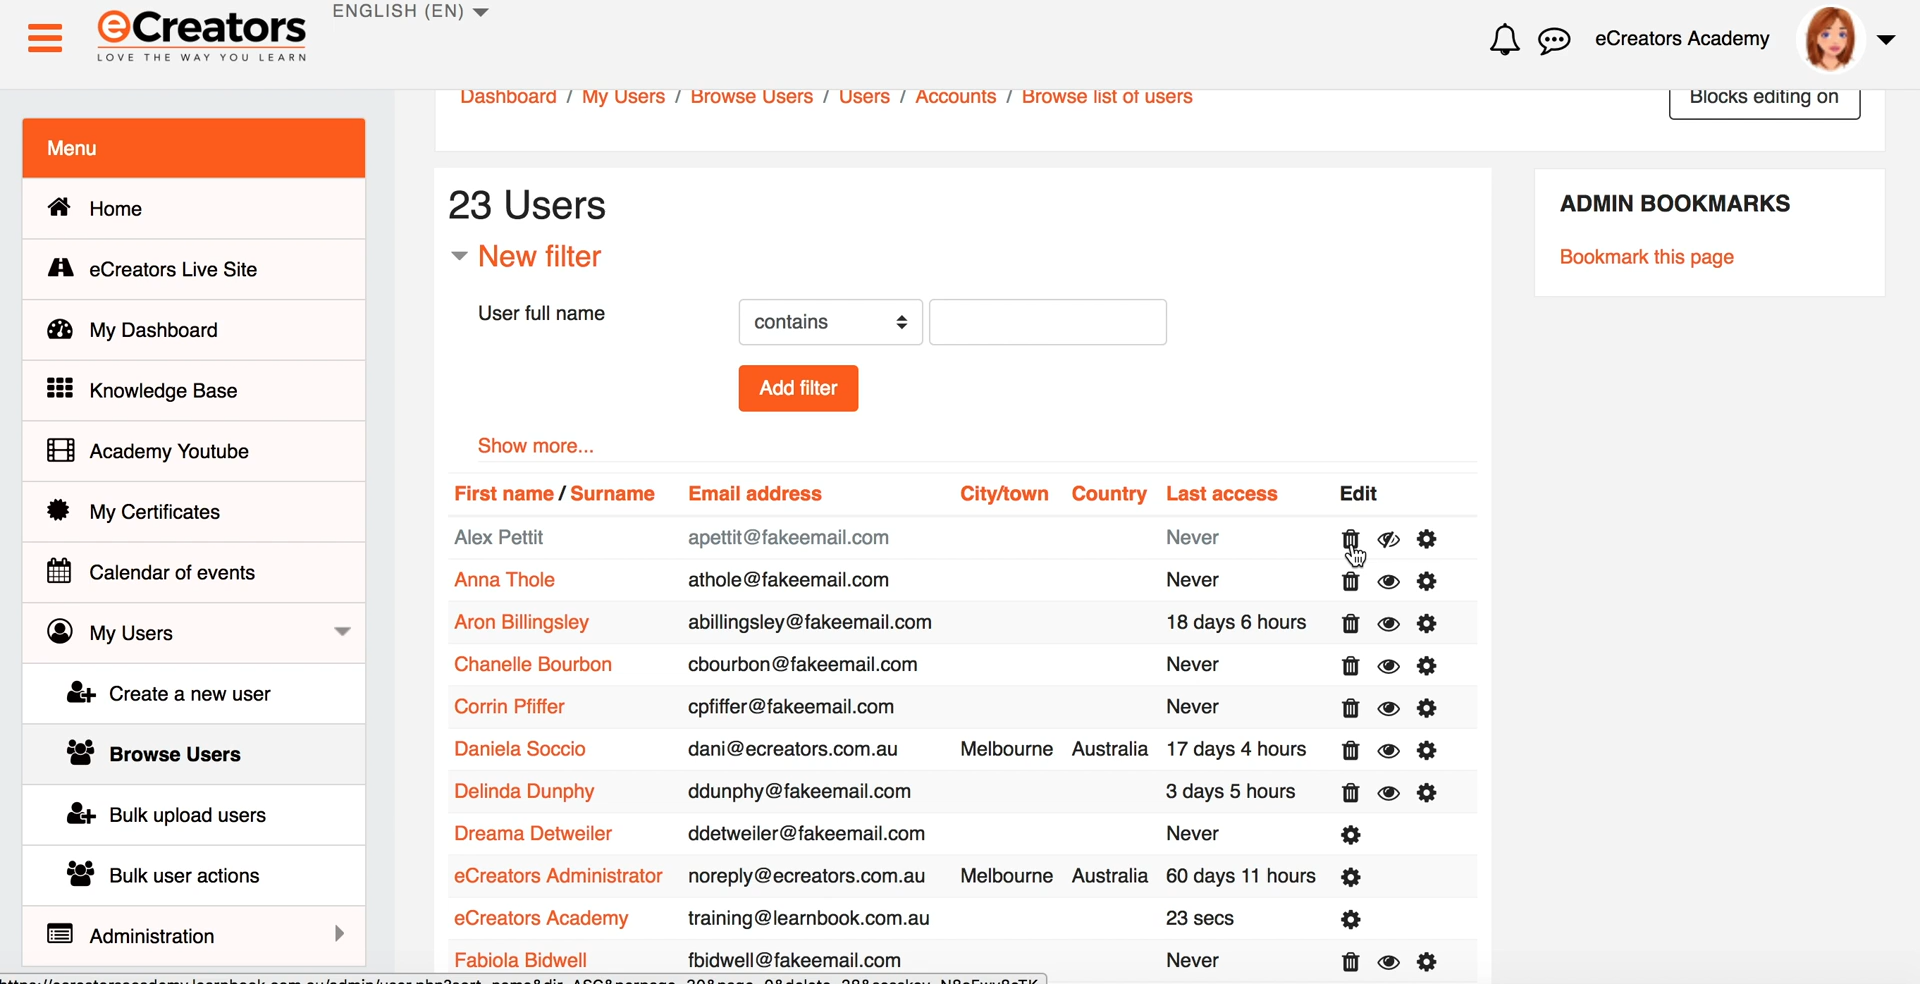 ENGLISH (EN)
eCreators
LOVE THE WAY YOU LEARN
eCreators Academy
Dashboard / My Users / Browse Users / Users / Accounts / Browse list of users
Blocks editing on
Menu
Home
eCreators Live Site
My Dashboard
Knowledge Base
Academy Youtube
My Certificates
Calendar of events
My Users
Create a new user
Browse Users
Bulk upload users
Bulk user actions
Administration
23 Users
New filter
User full name contains
Add filter
Show more...
First name / Surname Email address City/town Country Last access Edit
Alex Pettit apettit@fakeemail.com Never
Anna Thole athole@fakeemail.com Never
Aron Billingsley abillingsley@fakeemail.com 18 days 6 hours
Chanelle Bourbon cbourbon@fakeemail.com Never
Corrin Pfiffer cpfiffer@fakeemail.com Never
Daniela Soccio dani@ecreators.com.au Melbourne Australia 17 days 4 hours
Delinda Dunphy ddunphy@fakeemail.com 3 days 5 hours
Dreama Detweiler ddetweiler@fakeemail.com Never
eCreators Administrator noreply@ecreators.com.au Melbourne Australia 60 days 11 hours
eCreators Academy training@learnbook.com.au 23 secs
Fabiola Bidwell fbidwell@fakeemail.com Never
ADMIN BOOKMARKS
Bookmark this page